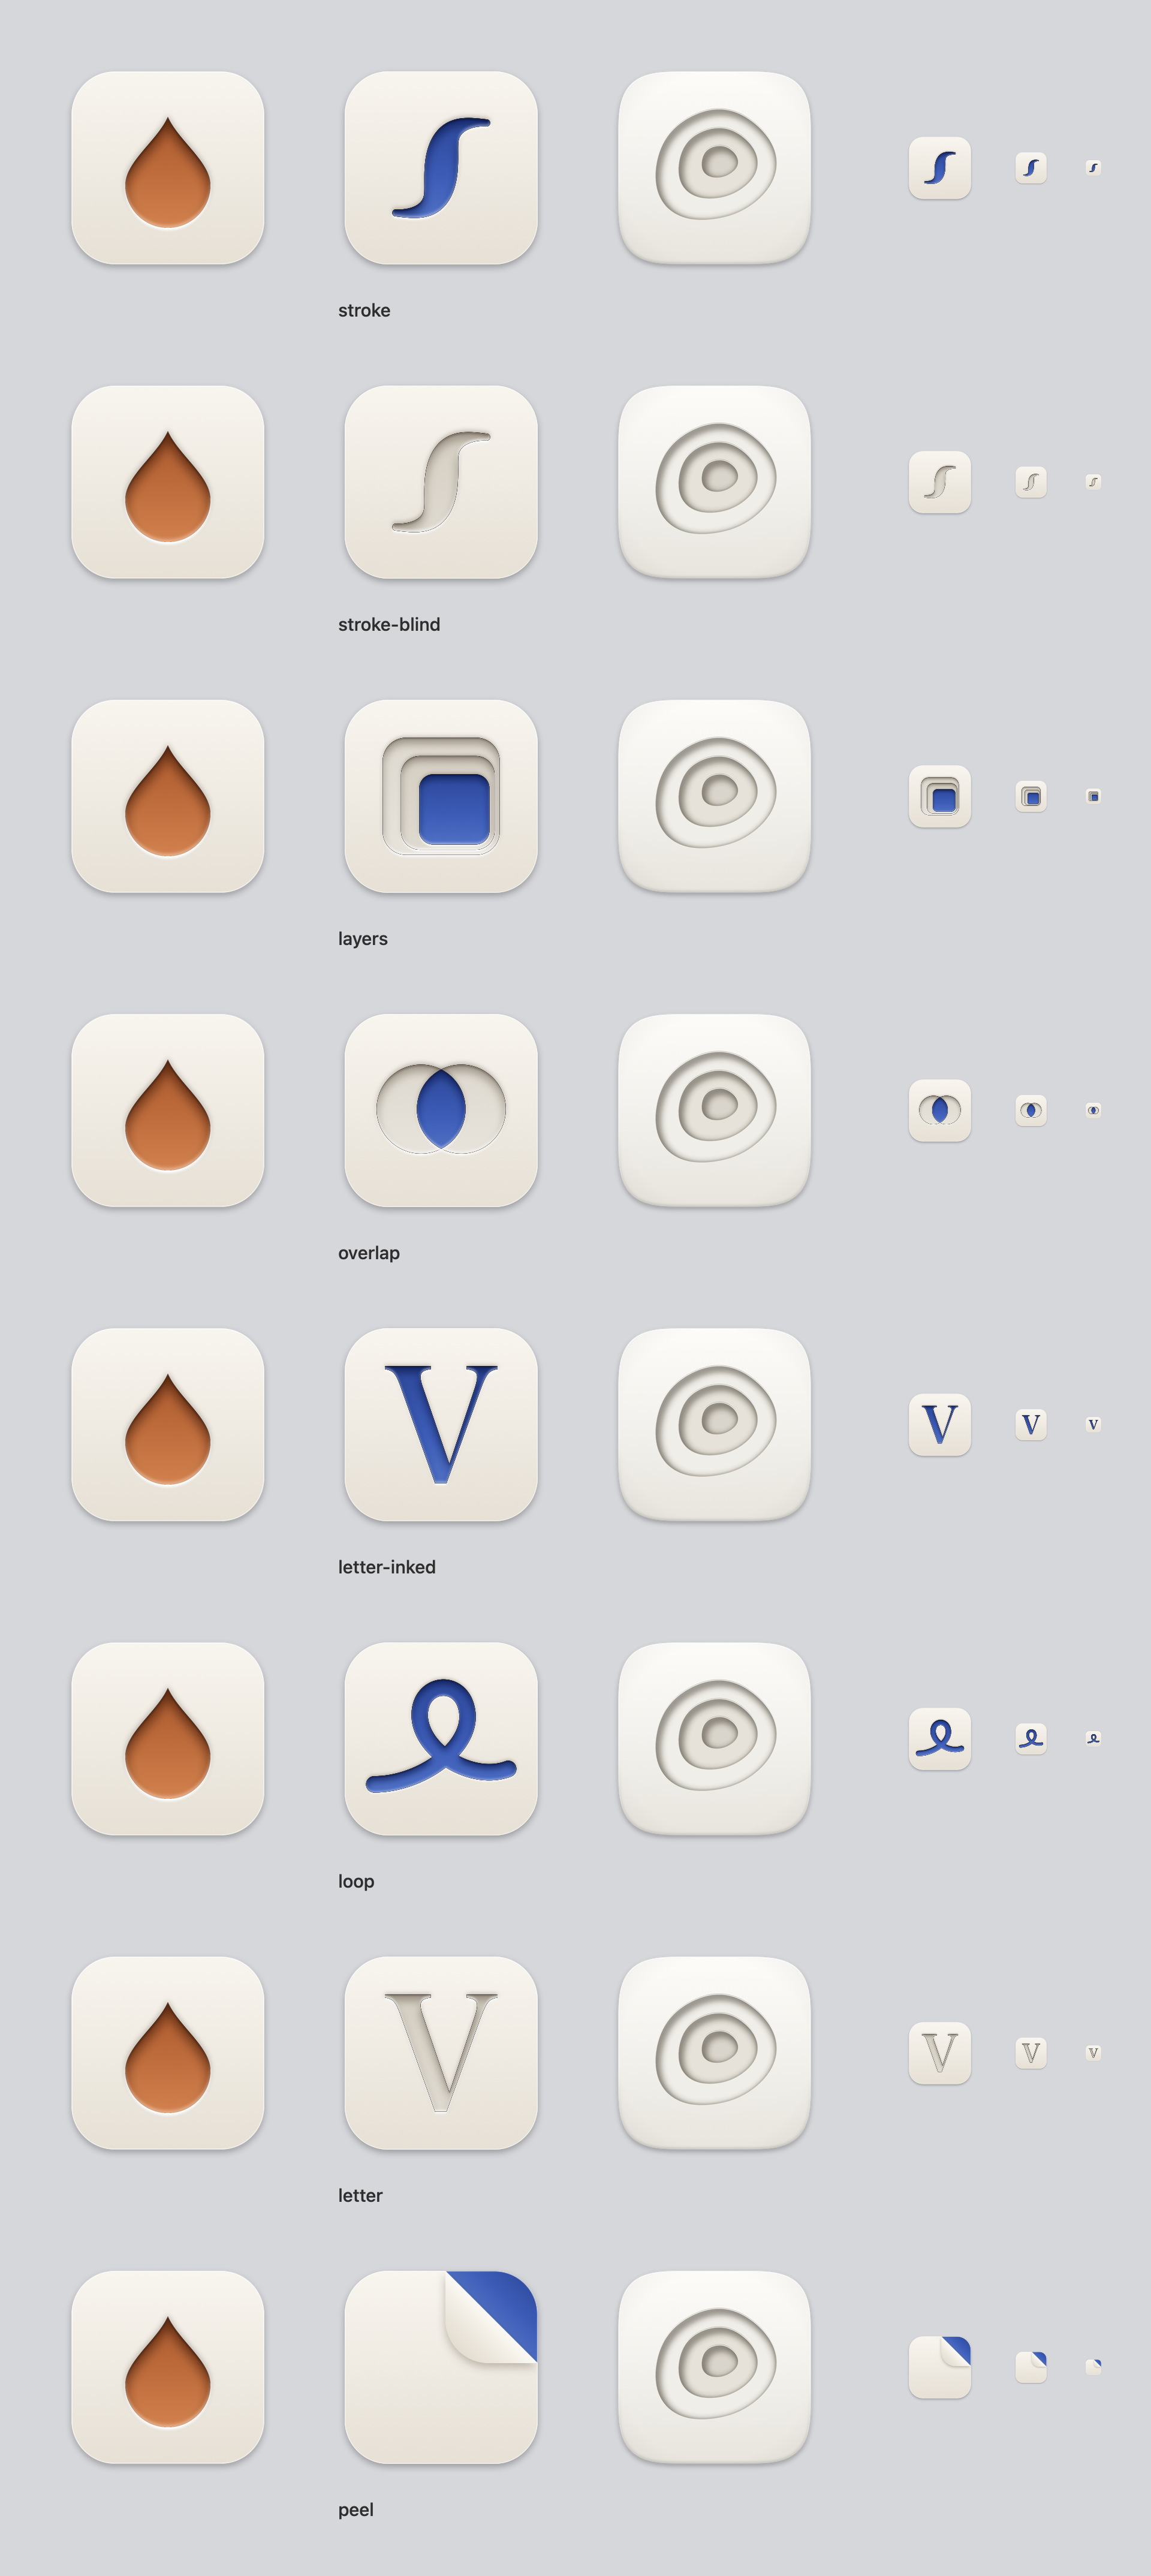 stroke
stroke-blind
layers
overlap
V
V
V
V
letter-inked
loop
V
V
V
V
letter
peel